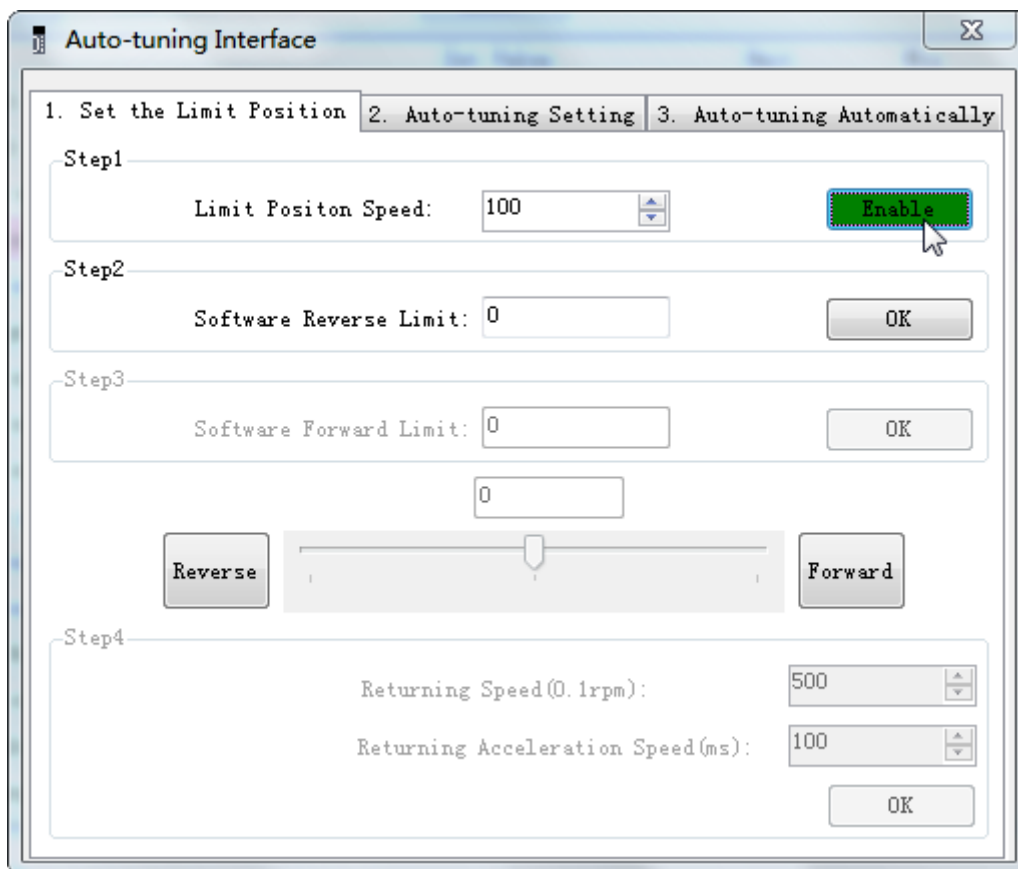 Auto-tuning Interface
1. Set the Limit Position 2. Auto-tuning Setting 3. Auto-tuning Automatically
Step1
Limit Positon Speed: 100 Enable
Step2
Software Reverse Limit: 0 OK
Step3
Software Forward Limit: 0 OK
0
Reverse Forward
Step4
Returning Speed(0.1rpm): 500
Returning Acceleration Speed(ms): 100
OK